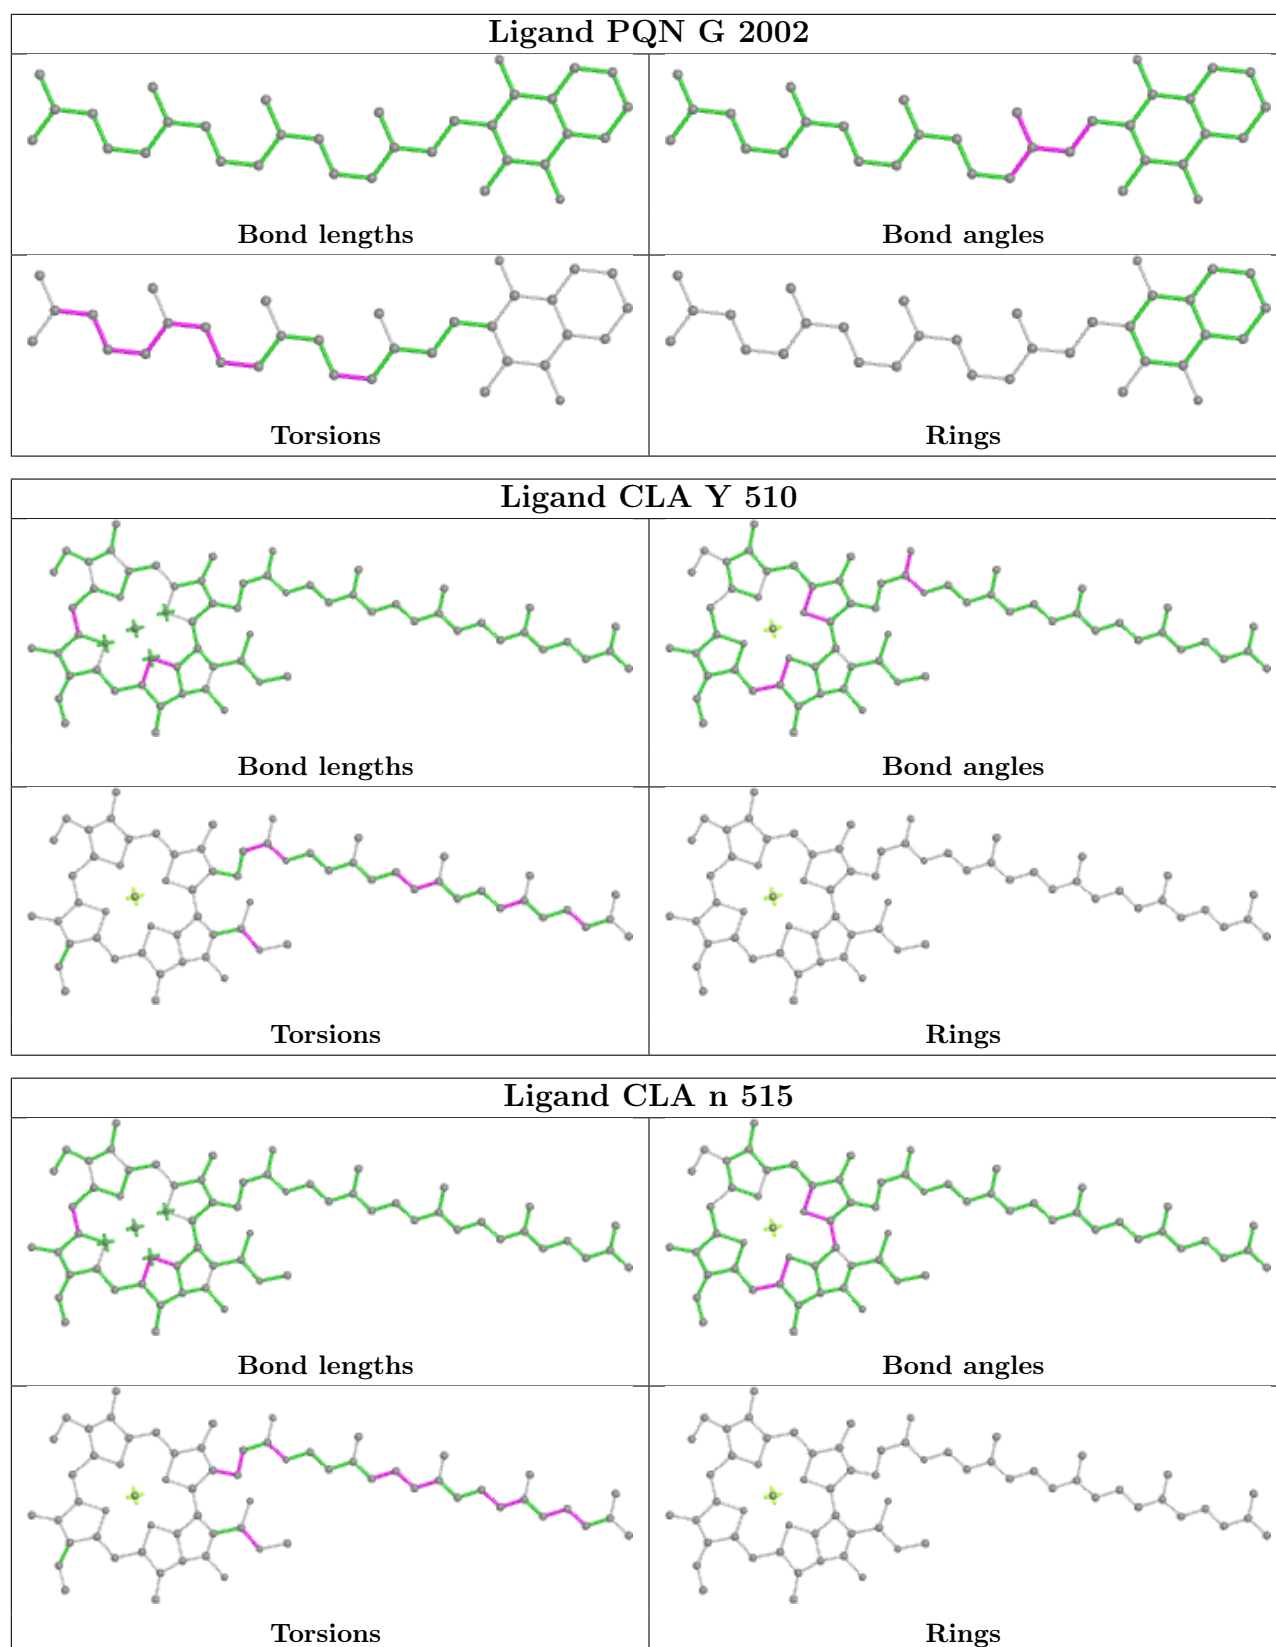 Ligand PQN G 2002
Bond lengths
Bond angles
Torsions
Rings
Ligand CLA Y 510
Bond lengths
Bond angles
Torsions
Rings
Ligand CLA n 515
Bond lengths
Bond angles
Torsions
Rings